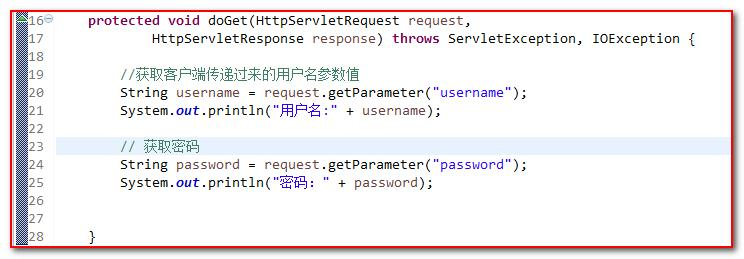 16 protected void doGet(HttpServletRequest request,
17 HttpServletResponse response) throws ServletException, IOException {
18
19 //获取客户端传递过来的用户名参数值
20 String username = request.getParameter("username");
21 System.out.println("用户名:" + username);
22
23 // 获取密码
24 String password = request.getParameter("password");
25 System.out.println("密码：" + password);
26
27
28 }